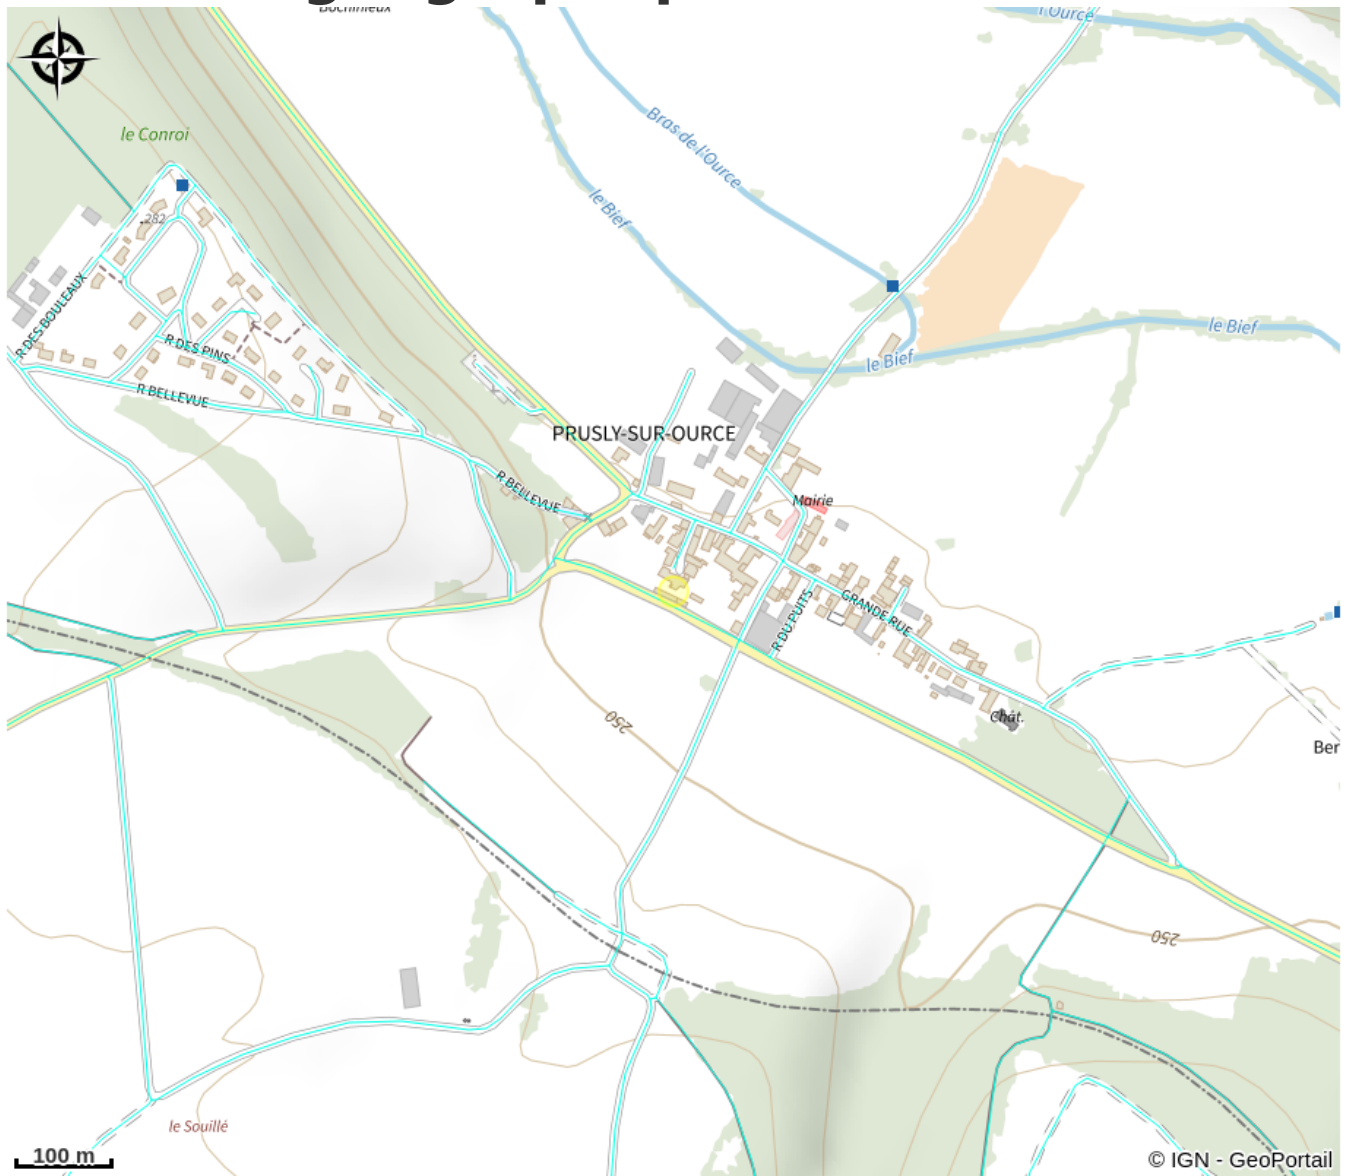 l'Ource
le Conroi
Bras de l'Ource
282
le Bief
R DES BOULEAUX
R DES PINS
le Bief
le Bief
R BELLEVUE
PRUSLY-SUR-OURCE
R BELLEVUE
Mairie
R DU PUITS
GRANDE RUE
250
Chât.
Ber
250
le Souillé
100 m
© IGN - GeoPortail